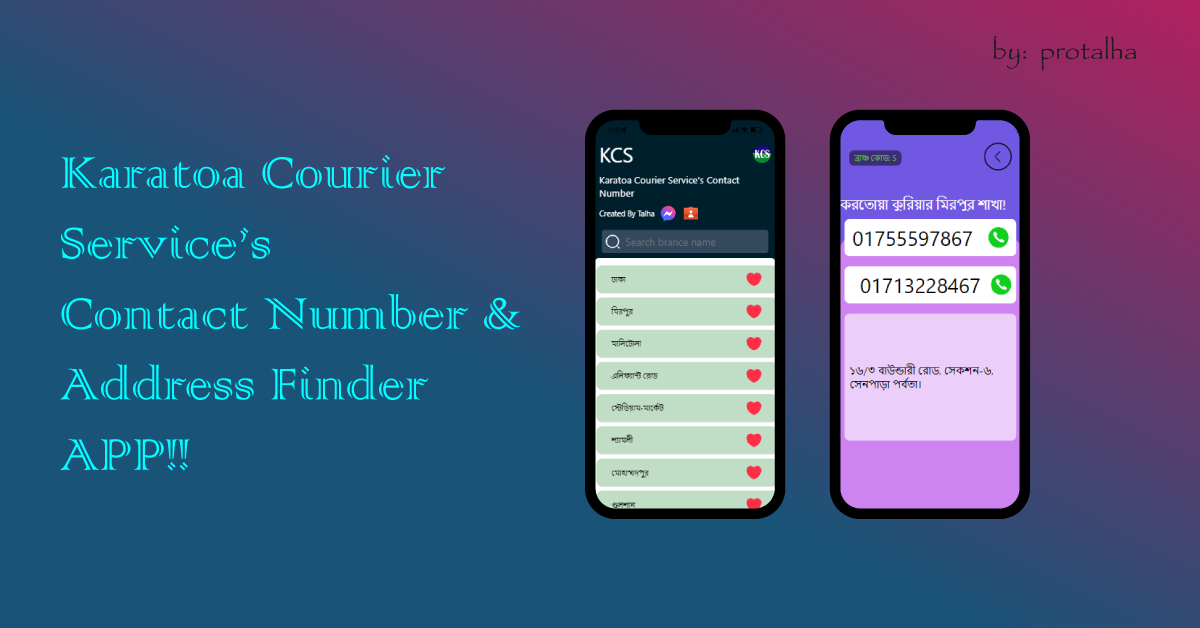 by: protalha
Karatoa Courier
Service's
Contact Number &
Address Finder
APP!!
KCS
KCS
Karatoa Courier Service's Contact
Number
Created By Talha
Search brance name
ঢাকা
মিরপুর
মালিটোলা
এলিফ্যান্ট রোড
স্টেডিয়াম-মার্কেট
শ্যামলী
মোহাম্মদপুর
গুলশান
ব্রাঞ্চ কোড: 5
করতোয়া কুরিয়ার মিরপুর শাখা!
01755597867
01713228467
১৬/৩ বাউন্ডারী রোড, সেকশন-৬,
সেনপাড়া পর্বতা।